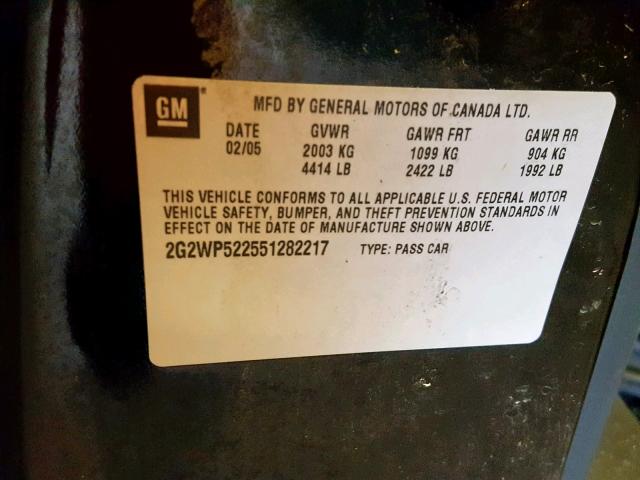 GM
MFD BY GENERAL MOTORS OF CANADA LTD.
DATE GVWR GAWR FRT GAWR RR
02/05 2003 KG 1099 KG 904 KG
4414 LB 2422 LB 1992 LB
THIS VEHICLE CONFORMS TO ALL APPLICABLE U.S. FEDERAL MOTOR
VEHICLE SAFETY, BUMPER, AND THEFT PREVENTION STANDARDS IN
EFFECT ON THE DATE OF MANUFACTURE SHOWN ABOVE.
2G2WP522551282217 TYPE: PASS CAR